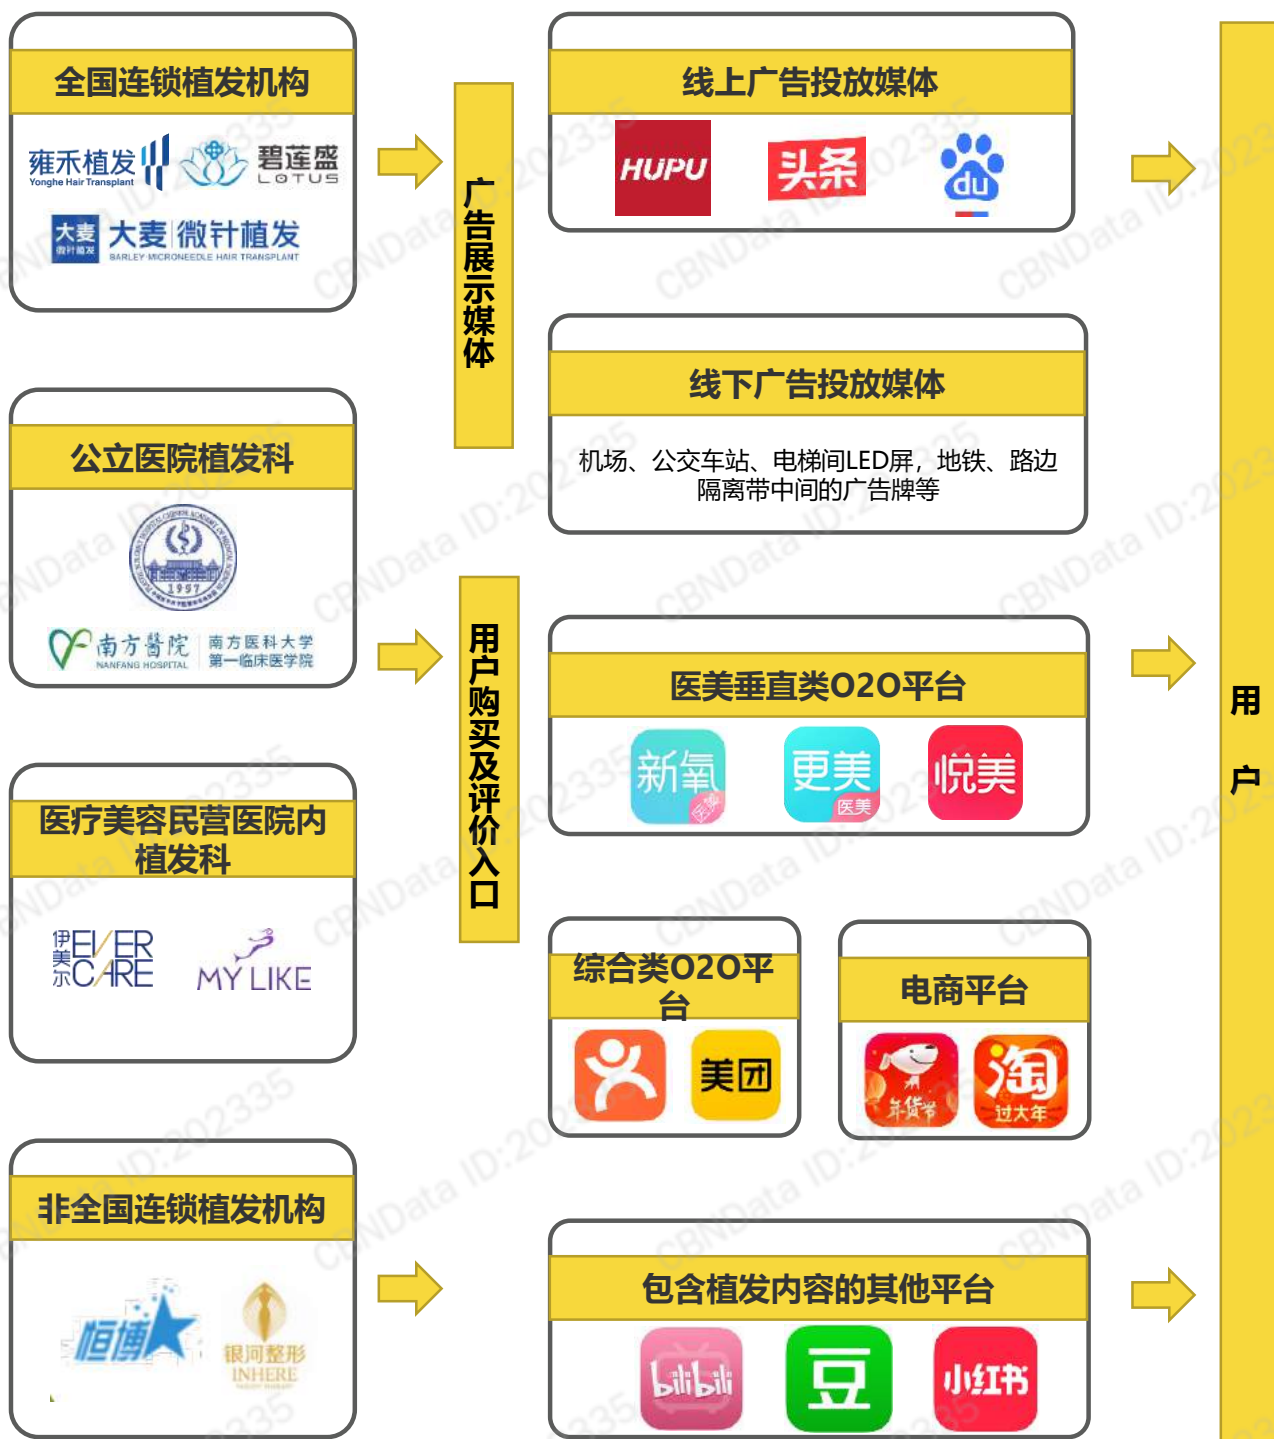 全国连锁植发机构
雍禾植发
Yonghe Hair Transplant
碧莲盛
LOTUS
大麦
微针植发
大麦 微针植发
BARLEY MICRONEEDLE HAIR TRANSPLANT
公立医院植发科
1957
南方醫院
NANFANG HOSPITAL
南方医科大学
第一临床医学院
医疗美容民营医院内
植发科
伊美尔
EVER
CARE
MY LIKE
非全国连锁植发机构
恒博
银河整形
INHERE
广告展示媒体
用户购买及评价入口
线上广告投放媒体
HUPU
头条
du
线下广告投放媒体
机场、公交车站、电梯间LED屏，地铁、路边
隔离带中间的广告牌等
医美垂直类O2O平台
新氧
医美
更美
医美
悦美
综合类O2O平
台
美团
电商平台
年货节
淘
过大年
包含植发内容的其他平台
bilibili
豆
小红书
用
户
CBNData ID:202335